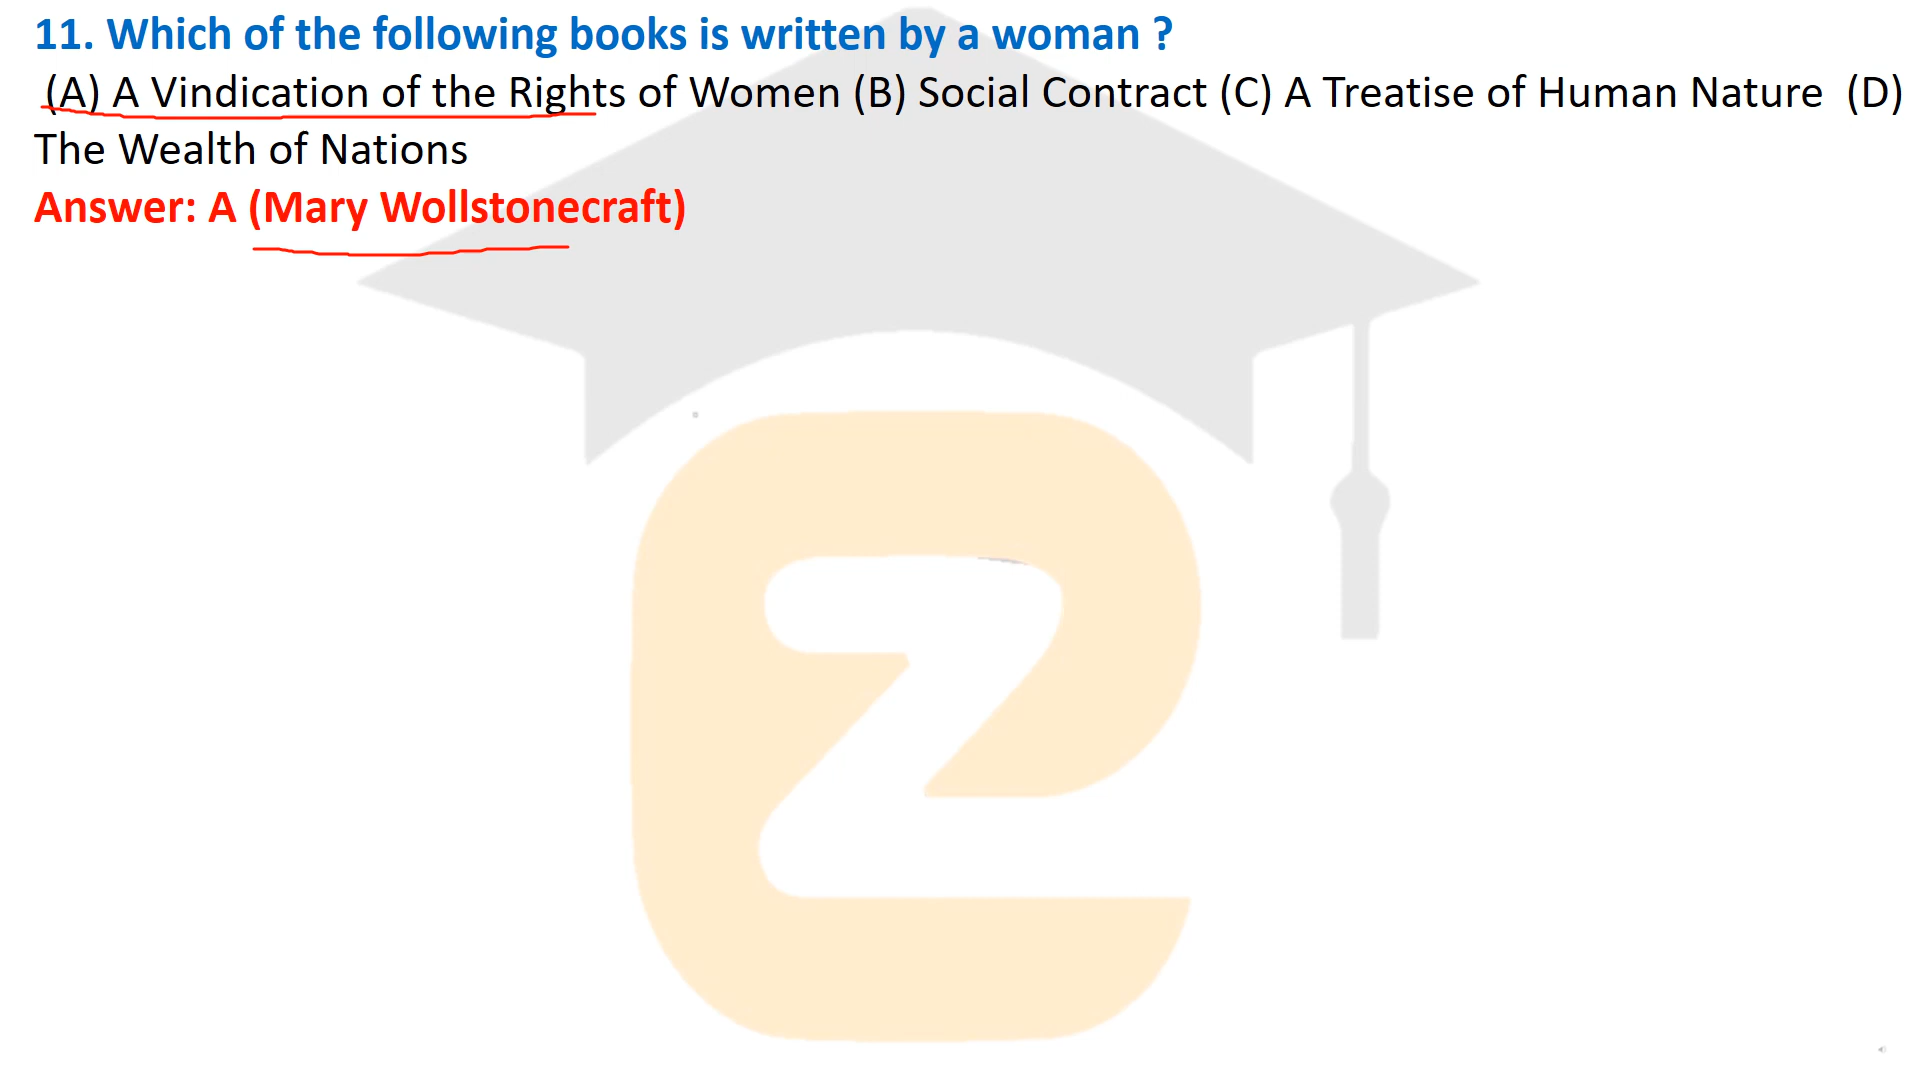 11. Which of the following books is written by a woman ?
(A) A Vindication of the Rights of Women (B) Social Contract (C) A Treatise of Human Nature (D)
The Wealth of Nations
Answer: A (Mary Wollstonecraft)